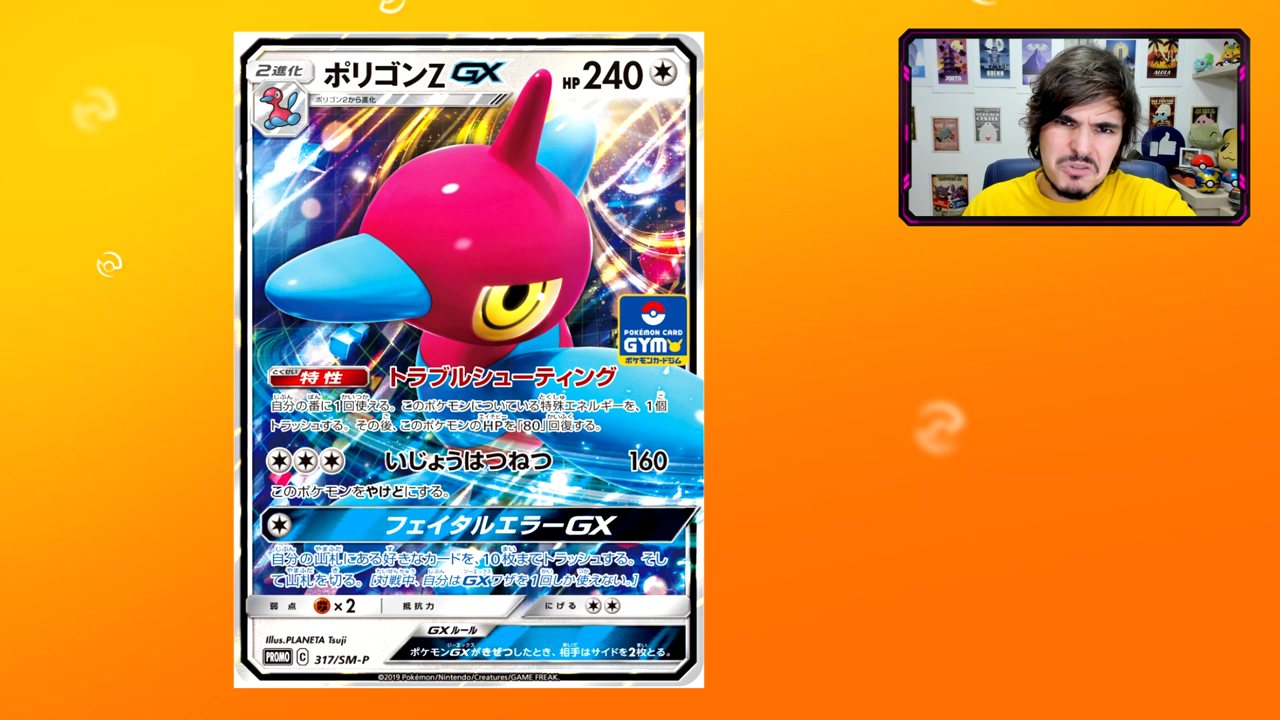 2進化
ポリゴンZ GX
HP 240
ポリゴン2から進化
POKÉMON CARD
GYM
ポケモンカードジム
とくせい
特性 トラブルシューティング
自分の番に1回使える。このポケモンについている特殊エネルギーを、1個
トラッシュする。その後、このポケモンのHPを「80」回復する。
いじょうはつねつ 160
このポケモンをやけどにする。
フェイタルエラーGX
自分の山札にある好きなカードを、10枚までトラッシュする。そし
て山札を切る。[対戦中、自分はGXワザを1回しか使えない。]
弱点 ×2 抵抗力 にげる
GXルール
ポケモンGXがきぜつしたとき、相手はサイドを2枚とる。
Illus.PLANETA Tsuji
PROMO C 317/SM-P
©2019 Pokémon/Nintendo/Creatures/GAME FREAK.
JOHTO
ALOLA